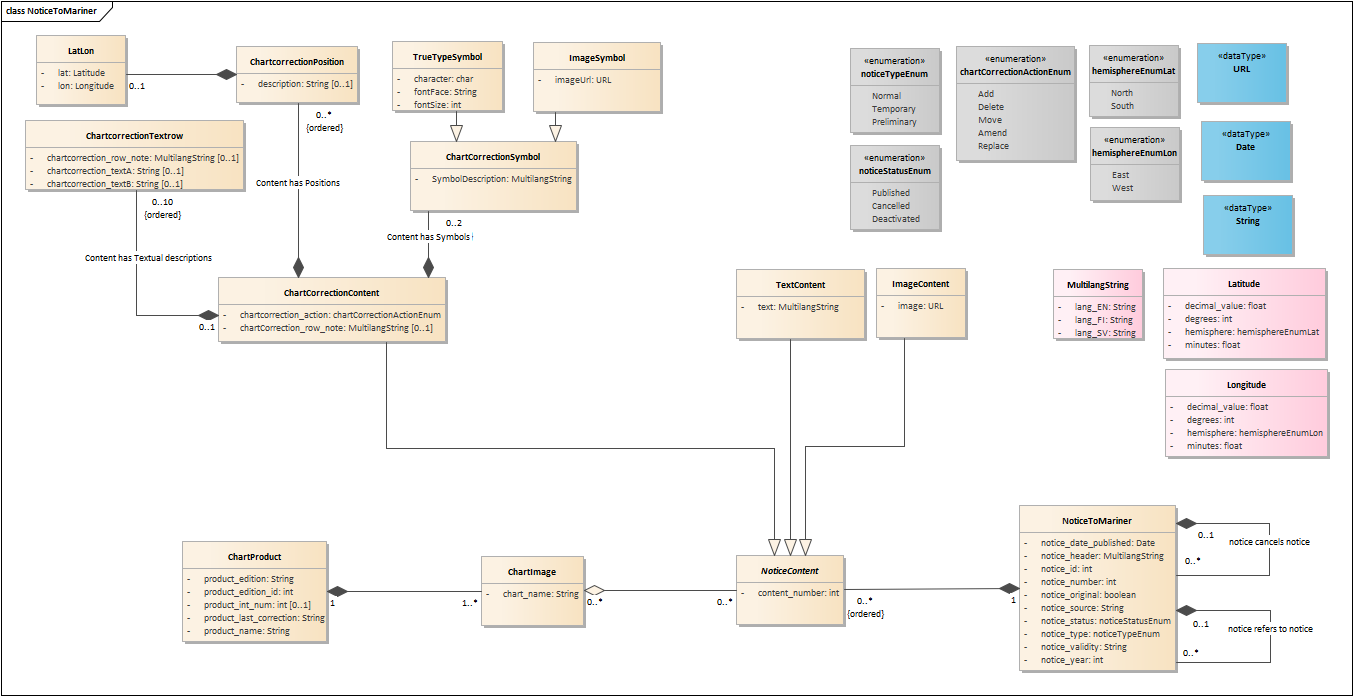 class NoticeToMariner
LatLon
- lat: Latitude
- lon: Longitude
0..1
ChartcorrectionPosition
- description: String [0..1]
0..*
{ordered}
Content has Positions
TrueTypeSymbol
- character: char
- fontFace: String
- fontSize: int
ImageSymbol
- imageUrl: URL
ChartcorrectionTextrow
- chartcorrection_row_note: MultilangString [0..1]
- chartcorrection_textA: String [0..1]
- chartcorrection_textB: String [0..1]
0..10
{ordered}
Content has Textual descriptions
0..1
ChartCorrectionSymbol
- SymbolDescription: MultilangString
0..2
Content has Symbols
ChartCorrectionContent
- chartcorrection_action: chartCorrectionActionEnum
- chartCorrection_row_note: MultilangString [0..1]
«enumeration»
noticeTypeEnum
Normal
Temporary
Preliminary
«enumeration»
chartCorrectionActionEnum
Add
Delete
Move
Amend
Replace
«enumeration»
hemisphereEnumLat
North
South
«dataType»
URL
«enumeration»
noticeStatusEnum
Published
Cancelled
Deactivated
«enumeration»
hemisphereEnumLon
East
West
«dataType»
Date
«dataType»
String
TextContent
- text: MultilangString
ImageContent
- image: URL
MultilangString
- lang_EN: String
- lang_FI: String
- lang_SV: String
Latitude
- decimal_value: float
- degrees: int
- hemisphere: hemisphereEnumLat
- minutes: float
Longitude
- decimal_value: float
- degrees: int
- hemisphere: hemisphereEnumLon
- minutes: float
ChartProduct
- product_edition: String
- product_edition_id: int
- product_int_num: int [0..1]
- product_last_correction: String
- product_name: String
1
1..*
ChartImage
- chart_name: String
0..*
0..*
NoticeContent
- content_number: int
0..*
{ordered}
1
NoticeToMariner
- notice_date_published: Date
- notice_header: MultilangString
- notice_id: int
- notice_number: int
- notice_original: boolean
- notice_source: String
- notice_status: noticeStatusEnum
- notice_type: noticeTypeEnum
- notice_validity: String
- notice_year: int
0..1
notice cancels notice
0..*
0..1
notice refers to notice
0..*